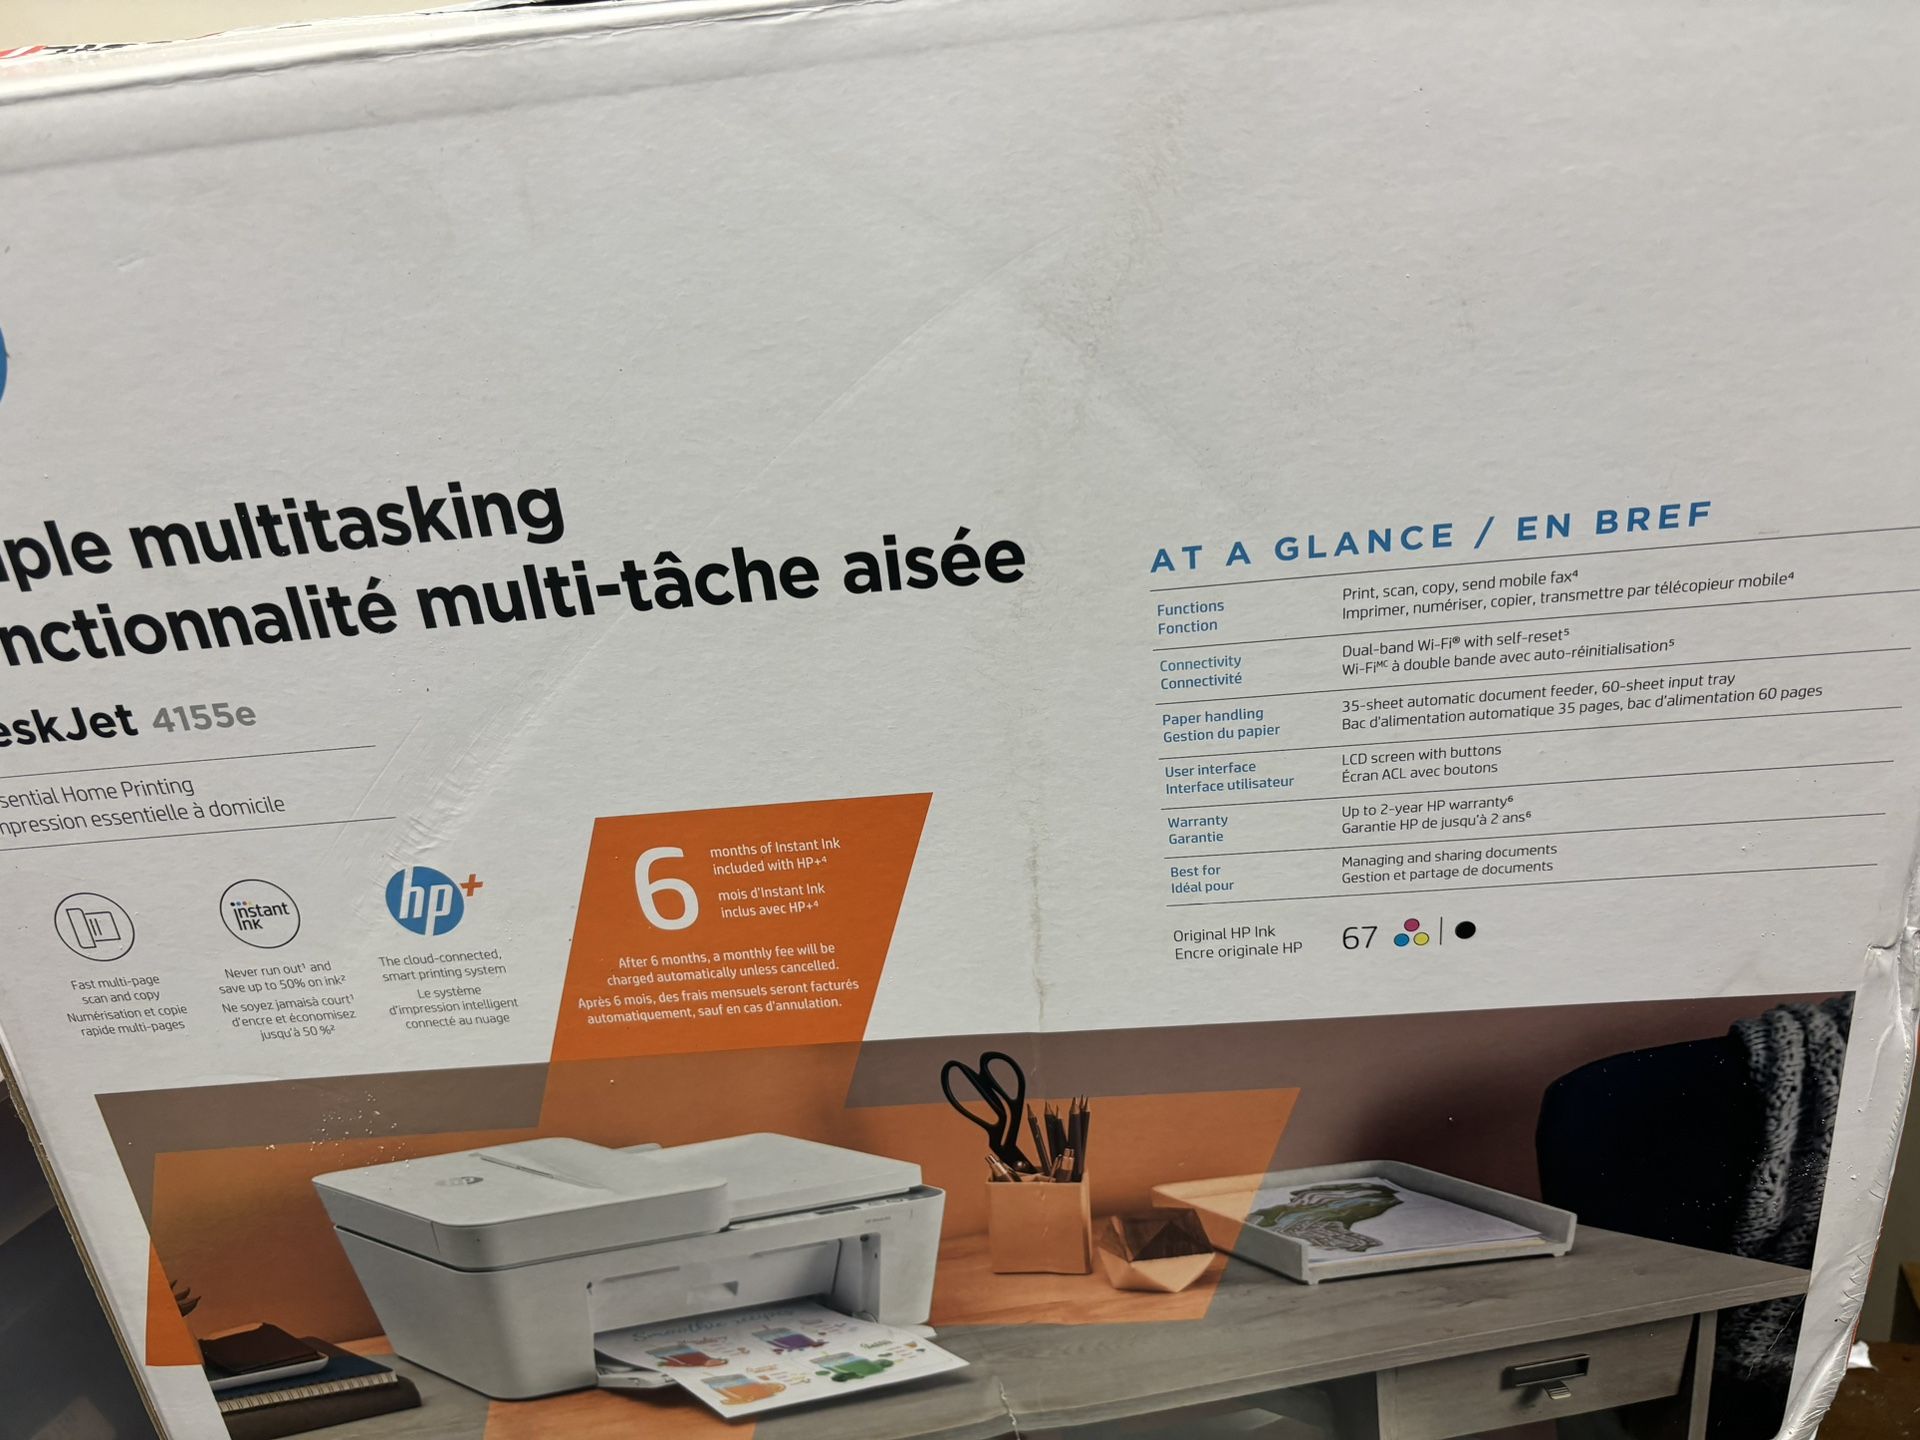 multitasking
multi-tâche aisée
4155e
Home Printing
essentielle à domicile
Fast multi-page
scan and copy
Numérisation et copie
rapide multi-pages
instant
ink
Never run out¹ and
save up to 50% on ink²
Ne soyez jamaisà court¹
d'encre et économisez
jusqu'à 50 %²
hp+
The cloud-connected,
smart printing system
Le système
d'impression intelligent
connecté au nuage
6
months of Instant Ink
included with HP+⁴
mois d'Instant Ink
inclus avec HP+⁴
After 6 months, a monthly fee will be
charged automatically unless cancelled.
Après 6 mois, des frais mensuels seront facturés
automatiquement, sauf en cas d'annulation.
AT A GLANCE / EN BREF
Functions
Fonction
Print, scan, copy, send mobile fax⁴
Imprimer, numériser, copier, transmettre par télécopieur mobile⁴
Connectivity
Connectivité
Dual-band Wi-Fi® with self-reset⁵
Wi-Fiᴹᶜ à double bande avec auto-réinitialisation⁵
Paper handling
Gestion du papier
35-sheet automatic document feeder, 60-sheet input tray
Bac d'alimentation automatique 35 pages, bac d'alimentation 60 pages
User interface
Interface utilisateur
LCD screen with buttons
Écran ACL avec boutons
Warranty
Garantie
Up to 2-year HP warranty⁶
Garantie HP de jusqu'à 2 ans⁶
Best for
Idéal pour
Managing and sharing documents
Gestion et partage de documents
Original HP Ink
Encre originale HP
67
Smoothie recipes